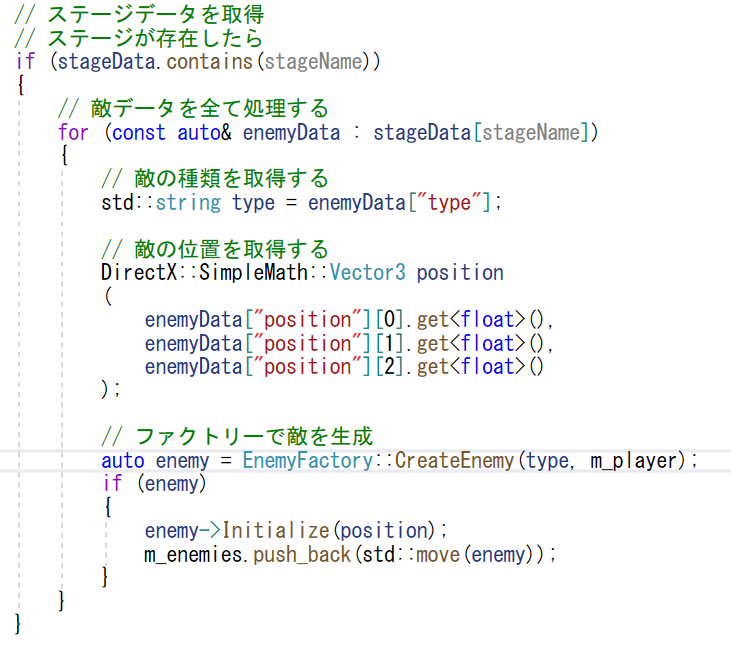 // ステージデータを取得
// ステージが存在したら
if (stageData.contains(stageName))
{
// 敵データを全て処理する
for (const auto& enemyData : stageData[stageName])
{
// 敵の種類を取得する
std::string type = enemyData["type"];
// 敵の位置を取得する
DirectX::SimpleMath::Vector3 position
(
enemyData["position"][0].get<float>(),
enemyData["position"][1].get<float>(),
enemyData["position"][2].get<float>()
);
// ファクトリーで敵を生成
auto enemy = EnemyFactory::CreateEnemy(type, m_player);
if (enemy)
{
enemy->Initialize(position);
m_enemies.push_back(std::move(enemy));
}
}
}